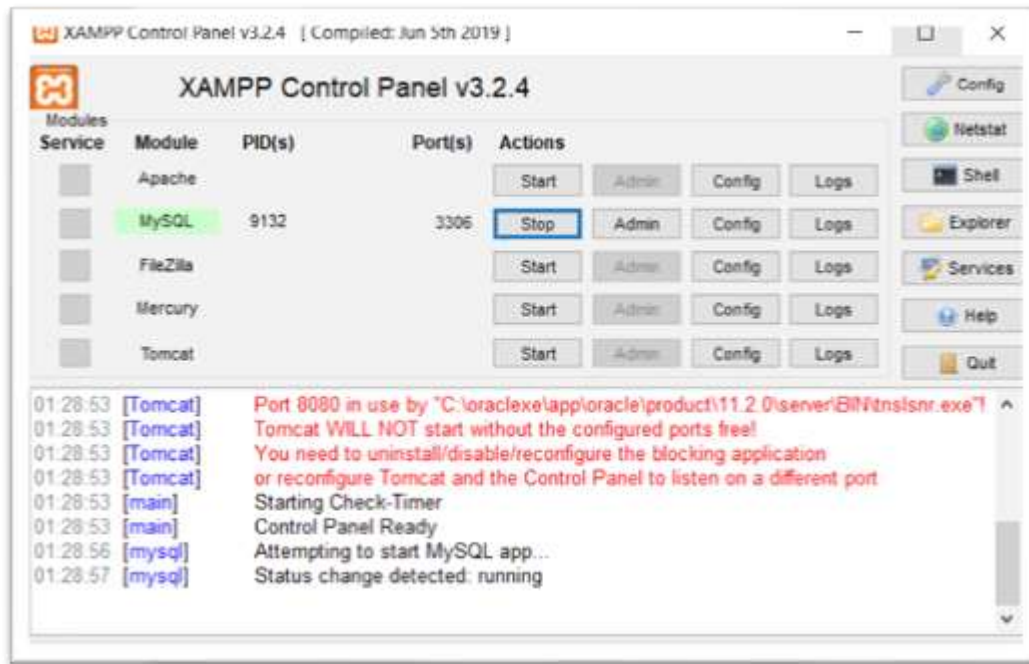 XAMPP Control Panel v3.2.4 [ Compiled: Jun 5th 2019 ]
XAMPP Control Panel v3.2.4
Config
Modules
Service Module PID(s) Port(s) Actions
Netstat
Apache Start Admin Config Logs
Shell
MySQL 9132 3306 Stop Admin Config Logs
Explorer
FileZilla Start Admin Config Logs
Services
Mercury Start Admin Config Logs
Help
Tomcat Start Admin Config Logs
Quit
01:28:53 [Tomcat] Port 8080 in use by "C:\oraclexe\app\oracle\product\11.2.0\server\BIN\tnslsnr.exe"!
01:28:53 [Tomcat] Tomcat WILL NOT start without the configured ports free!
01:28:53 [Tomcat] You need to uninstall/disable/reconfigure the blocking application
01:28:53 [Tomcat] or reconfigure Tomcat and the Control Panel to listen on a different port
01:28:53 [main] Starting Check-Timer
01:28:53 [main] Control Panel Ready
01:28:56 [mysql] Attempting to start MySQL app...
01:28:57 [mysql] Status change detected: running